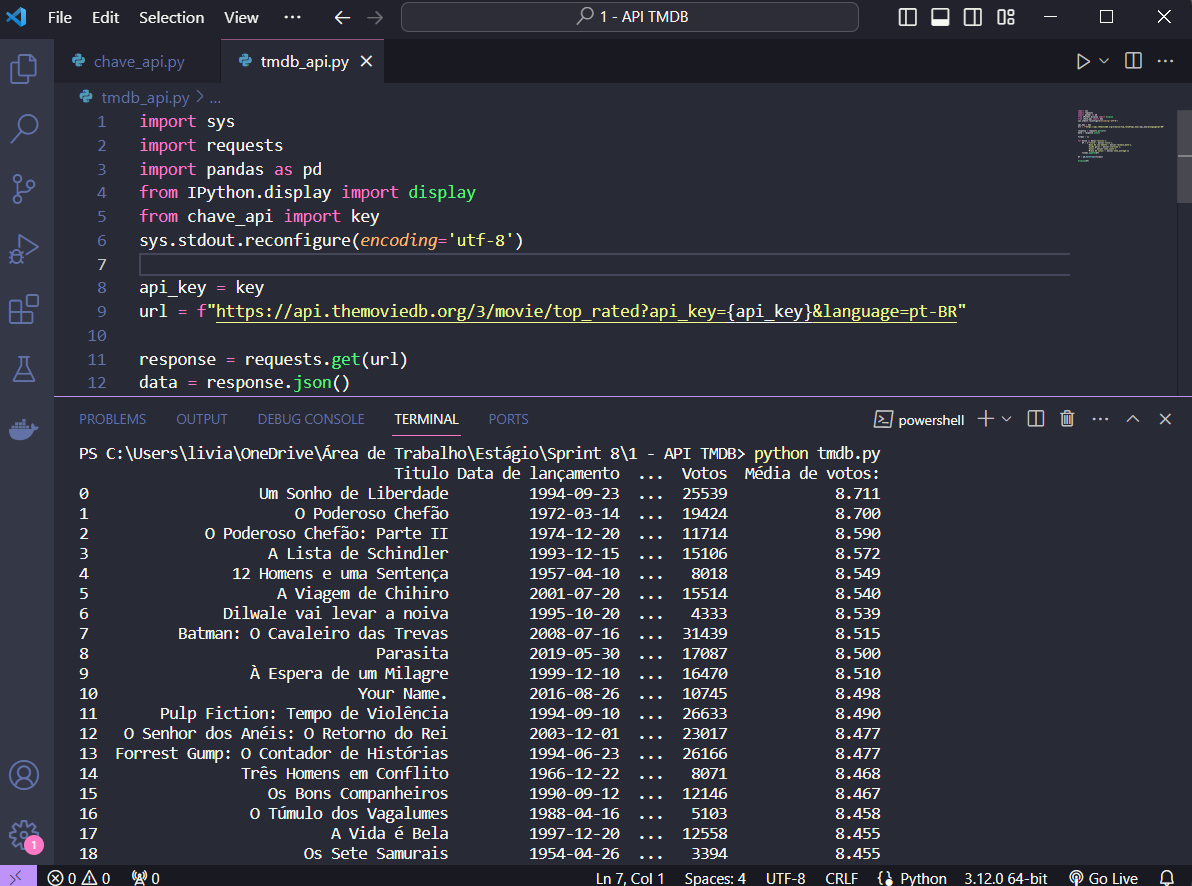 File Edit Selection View ··· 1 - API TMDB
chave_api.py tmdb_api.py
tmdb_api.py > ...
1 import sys
2 import requests
3 import pandas as pd
4 from IPython.display import display
5 from chave_api import key
6 sys.stdout.reconfigure(encoding='utf-8')
7
8 api_key = key
9 url = f"https://api.themoviedb.org/3/movie/top_rated?api_key={api_key}&language=pt-BR"
10
11 response = requests.get(url)
12 data = response.json()
PROBLEMS OUTPUT DEBUG CONSOLE TERMINAL PORTS powershell
PS C:\Users\livia\OneDrive\Área de Trabalho\Estágio\Sprint 8\1 - API TMDB> python tmdb.py
Titulo Data de lançamento ... Votos Média de votos:
0 Um Sonho de Liberdade 1994-09-23 ... 25539 8.711
1 O Poderoso Chefão 1972-03-14 ... 19424 8.700
2 O Poderoso Chefão: Parte II 1974-12-20 ... 11714 8.590
3 A Lista de Schindler 1993-12-15 ... 15106 8.572
4 12 Homens e uma Sentença 1957-04-10 ... 8018 8.549
5 A Viagem de Chihiro 2001-07-20 ... 15514 8.540
6 Dilwale vai levar a noiva 1995-10-20 ... 4333 8.539
7 Batman: O Cavaleiro das Trevas 2008-07-16 ... 31439 8.515
8 Parasita 2019-05-30 ... 17087 8.500
9 À Espera de um Milagre 1999-12-10 ... 16470 8.510
10 Your Name. 2016-08-26 ... 10745 8.498
11 Pulp Fiction: Tempo de Violência 1994-09-10 ... 26633 8.490
12 O Senhor dos Anéis: O Retorno do Rei 2003-12-01 ... 23017 8.477
13 Forrest Gump: O Contador de Histórias 1994-06-23 ... 26166 8.477
14 Três Homens em Conflito 1966-12-22 ... 8071 8.468
15 Os Bons Companheiros 1990-09-12 ... 12146 8.467
16 O Túmulo dos Vagalumes 1988-04-16 ... 5103 8.458
17 A Vida é Bela 1997-12-20 ... 12558 8.455
18 Os Sete Samurais 1954-04-26 ... 3394 8.455
1
0 0 0 Ln 7, Col 1 Spaces: 4 UTF-8 CRLF Python 3.12.0 64-bit Go Live